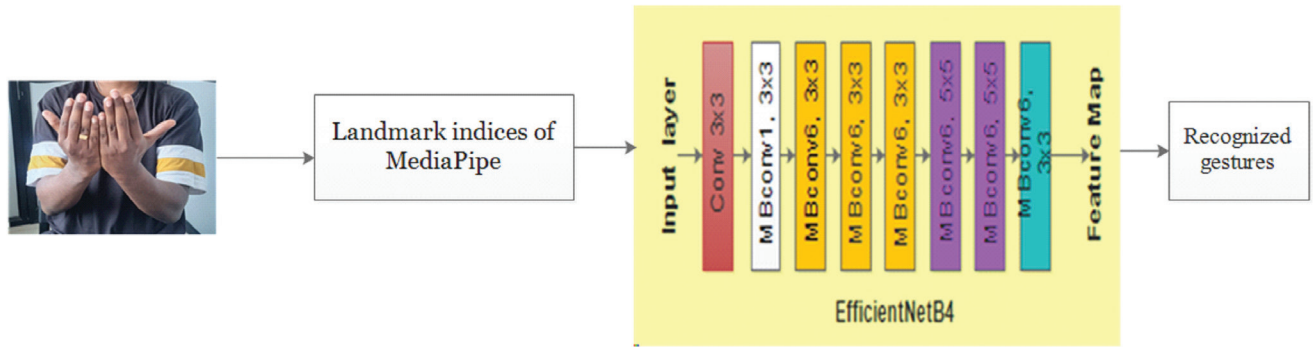 Landmark indices of
MediaPipe
Input layer
Conv 3x3
MBconv1, 3x3
MBconv6, 3x3
MBconv6, 3x3
MBconv6, 3x3
MBconv6, 5x5
MBconv6, 5x5
MBconv6,
3x3
Feature Map
EfficientNetB4
Recognized
gestures